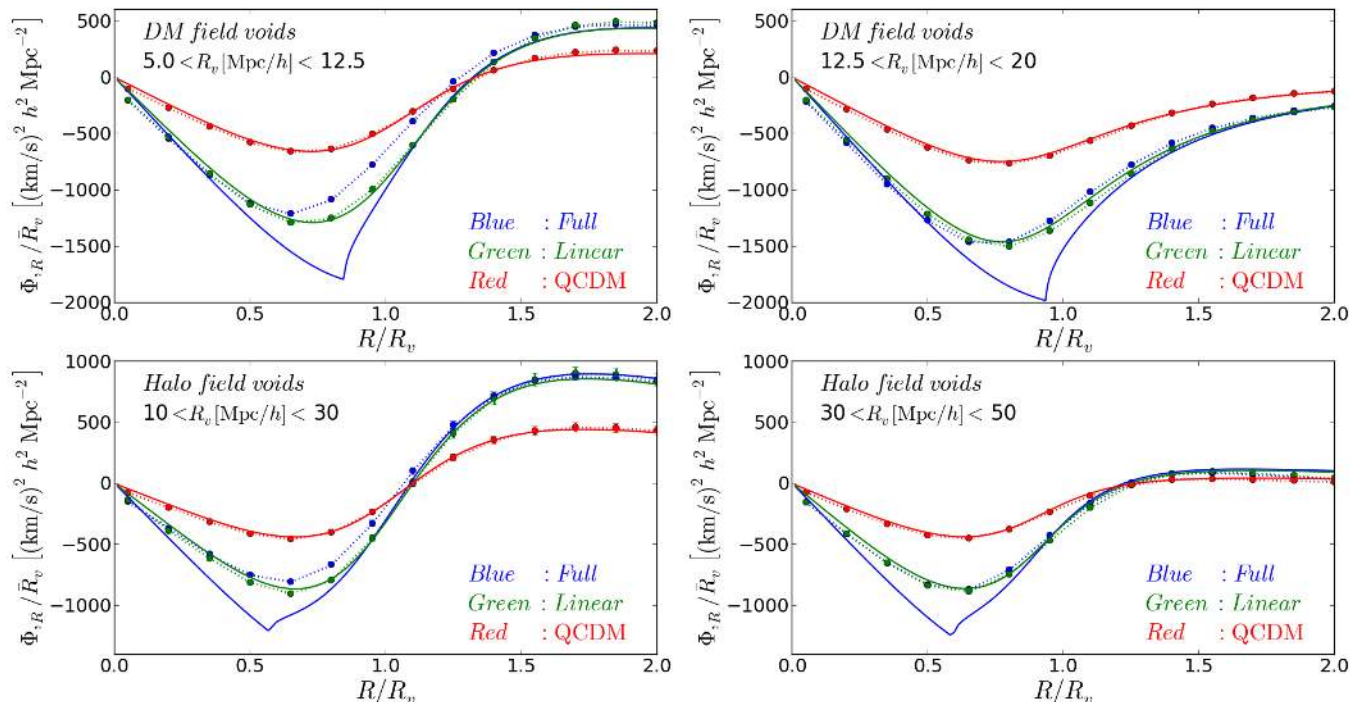 DM field voids
5.0 <R_v[Mpc/h] < 12.5
500
0
−500
−1000
−1500
−2000
Φ,_R /R̄_v [(km/s)² h² Mpc⁻²]
Blue : Full
Green : Linear
Red : QCDM
0.0 0.5 1.0 1.5 2.0
R/R_v
DM field voids
12.5 <R_v[Mpc/h] < 20
500
0
−500
−1000
−1500
−2000
Φ,_R /R̄_v [(km/s)² h² Mpc⁻²]
Blue : Full
Green : Linear
Red : QCDM
0.0 0.5 1.0 1.5 2.0
R/R_v
Halo field voids
10 <R_v[Mpc/h] < 30
1000
500
0
−500
−1000
Φ,_R /R̄_v [(km/s)² h² Mpc⁻²]
Blue : Full
Green : Linear
Red : QCDM
0.0 0.5 1.0 1.5 2.0
R/R_v
Halo field voids
30 <R_v[Mpc/h] < 50
1000
500
0
−500
−1000
Φ,_R /R̄_v [(km/s)² h² Mpc⁻²]
Blue : Full
Green : Linear
Red : QCDM
0.0 0.5 1.0 1.5 2.0
R/R_v